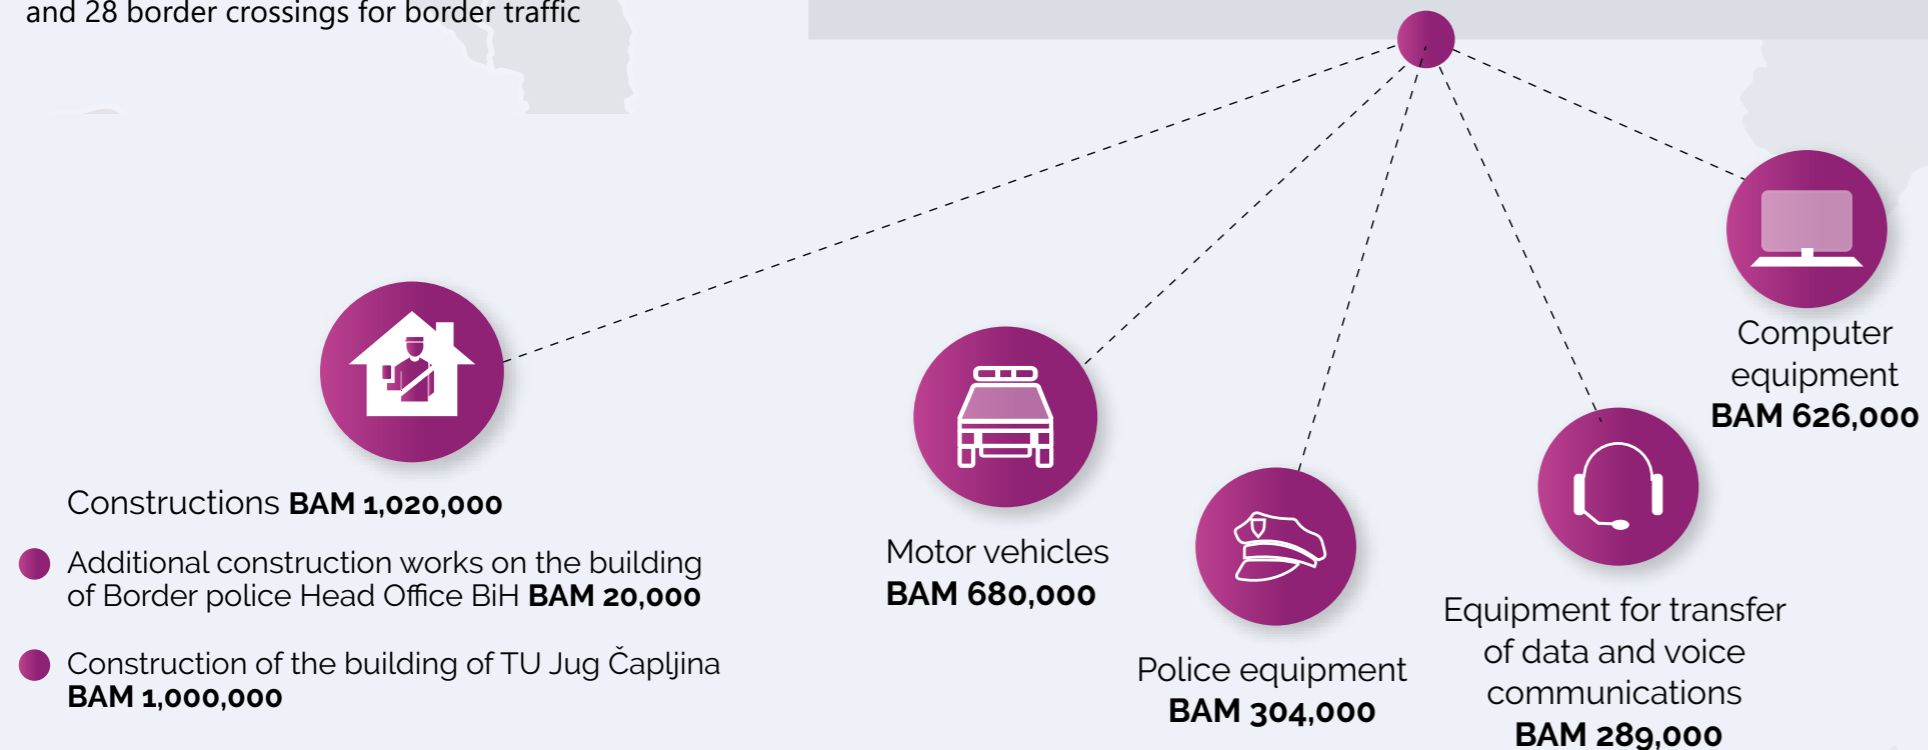 and 28 border crossings for border traffic
Constructions BAM 1,020,000
Additional construction works on the building
of Border police Head Office BiH BAM 20,000
Construction of the building of TU Jug Čapljina
BAM 1,000,000
Motor vehicles
BAM 680,000
Police equipment
BAM 304,000
Equipment for transfer
of data and voice
communications
BAM 289,000
Computer
equipment
BAM 626,000